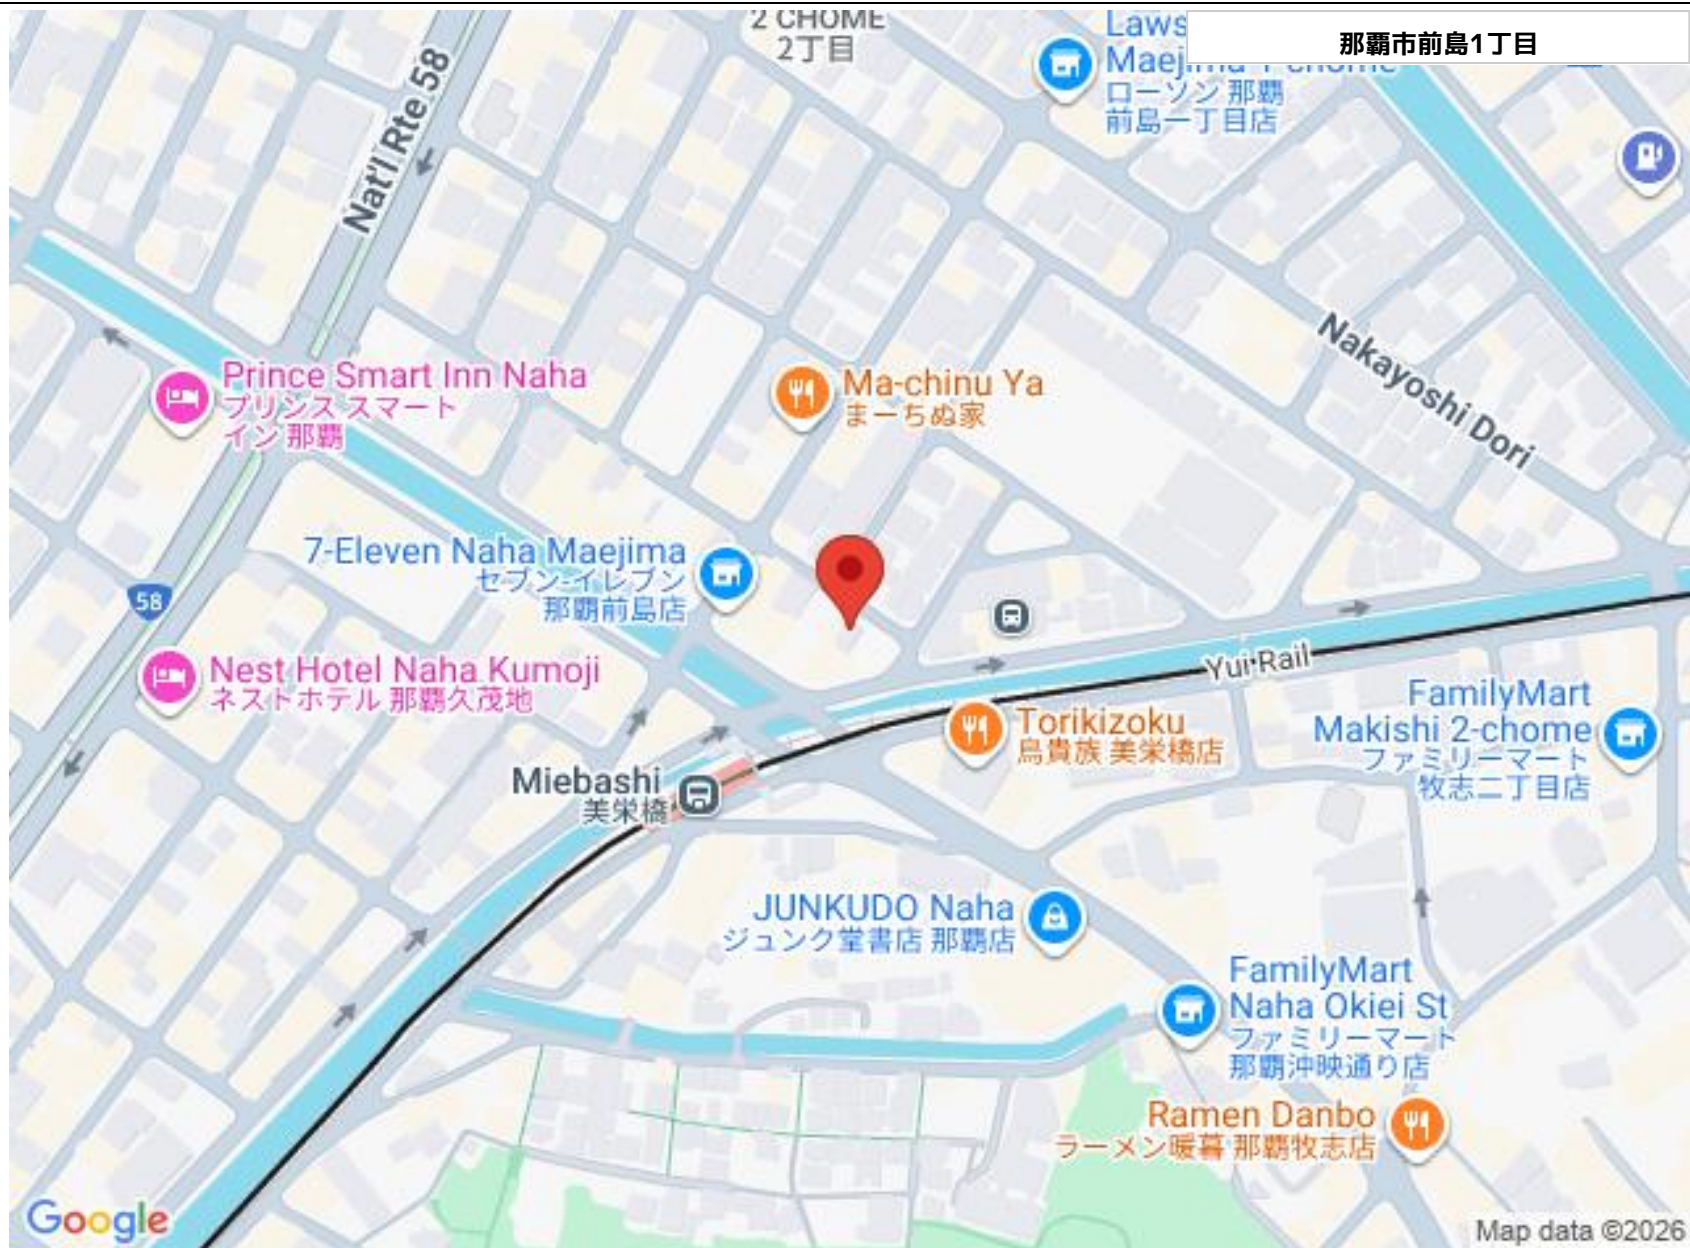 2 CHOME
2丁目
Laws
Maejima 1-chome
ローソン 那覇
前島一丁目店
那覇市前島1丁目
Nat'l Rte 58
Nakayoshi Dori
Prince Smart Inn Naha
プリンス スマート
イン 那覇
Ma-chinu Ya
まーちぬ家
7-Eleven Naha Maejima
セブン-イレブン
那覇前島店
58
Nest Hotel Naha Kumoji
ネストホテル 那覇久茂地
Yui Rail
FamilyMart
Makishi 2-chome
ファミリーマート
牧志二丁目店
Torikizoku
鳥貴族 美栄橋店
Miebashi
美栄橋
JUNKUDO Naha
ジュンク堂書店 那覇店
FamilyMart
Naha Okiei St
ファミリーマート
那覇沖映通り店
Ramen Danbo
ラーメン暖暮 那覇牧志店
Google
Map data ©2026